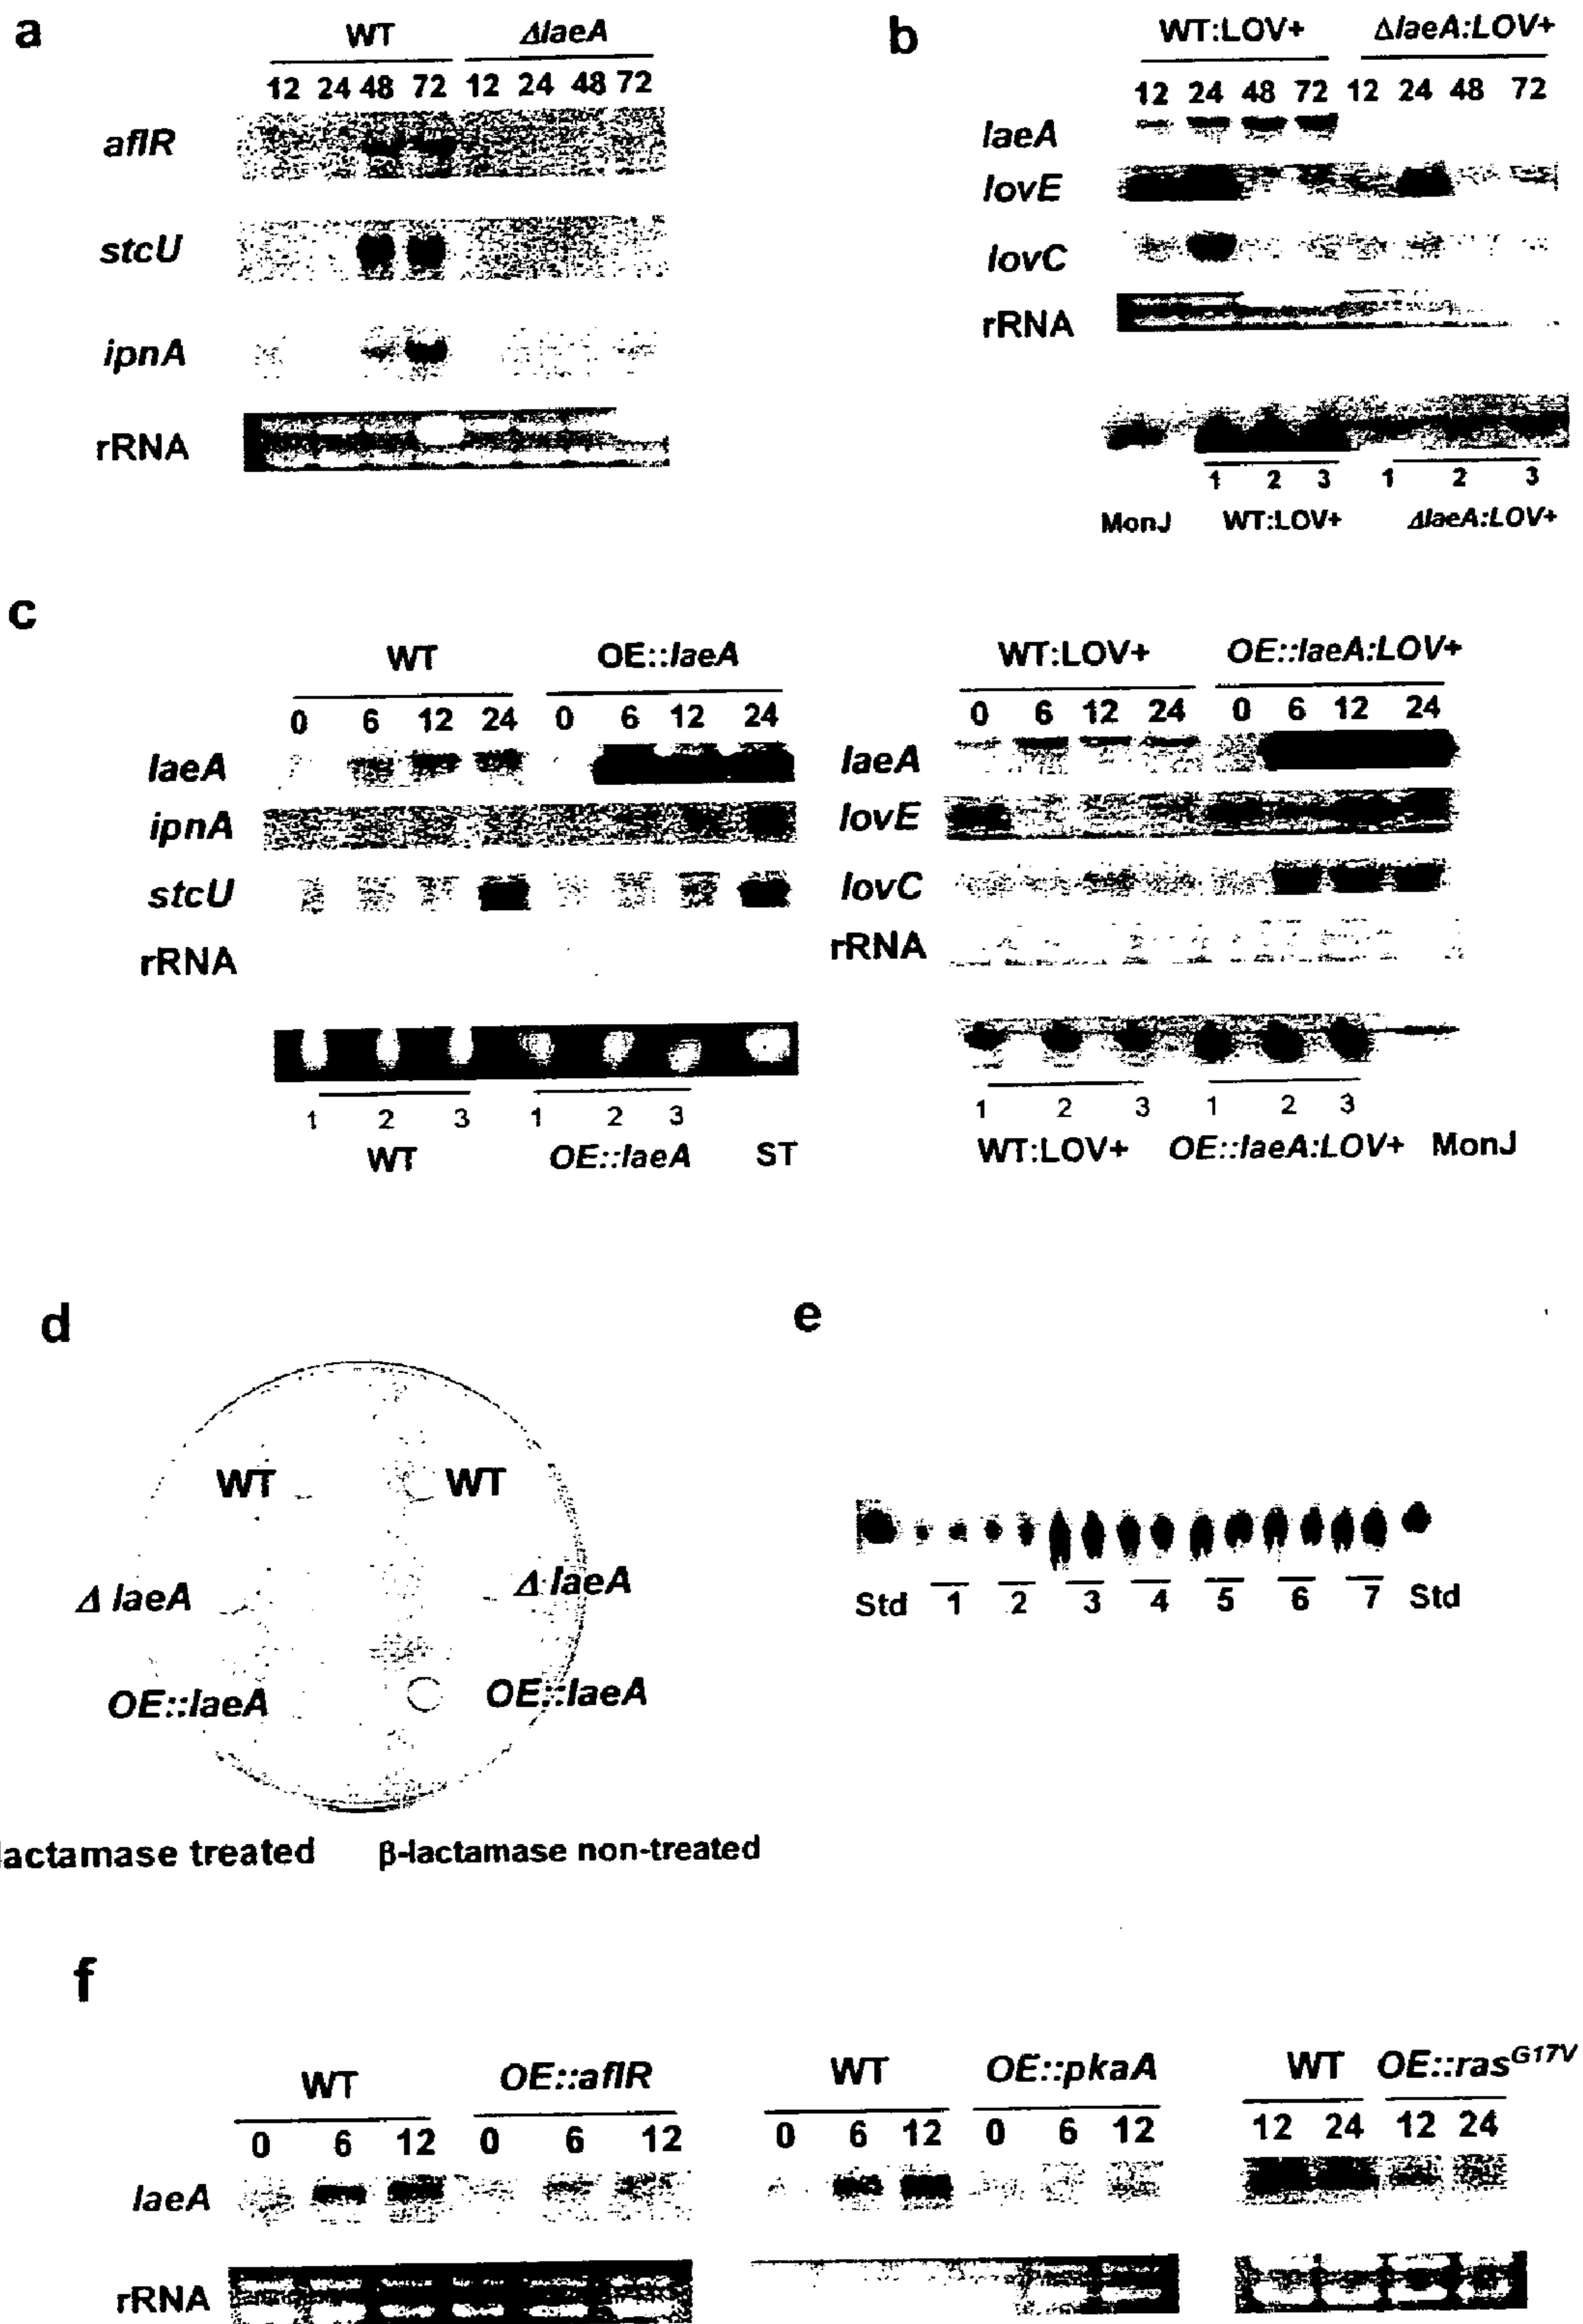 a
WT ΔlaeA
12 24 48 72 12 24 48 72
aflR
stcU
ipnA
rRNA
b
WT:LOV+ ΔlaeA:LOV+
12 24 48 72 12 24 48 72
laeA
lovE
lovC
rRNA
1 2 3 1 2 3
MonJ WT:LOV+ ΔlaeA:LOV+
c
WT OE::laeA
0 6 12 24 0 6 12 24
laeA
ipnA
stcU
rRNA
1 2 3 1 2 3
WT OE::laeA ST
WT:LOV+ OE::laeA:LOV+
0 6 12 24 0 6 12 24
laeA
lovE
lovC
rRNA
1 2 3 1 2 3
WT:LOV+ OE::laeA:LOV+ MonJ
d
WT WT
Δ laeA Δ laeA
OE::laeA OE::laeA
lactamase treated β-lactamase non-treated
e
Std 1 2 3 4 5 6 7 Std
f
WT OE::aflR WT OE::pkaA WT OE::rasG17V
0 6 12 0 6 12 0 6 12 0 6 12 12 24 12 24
laeA
rRNA